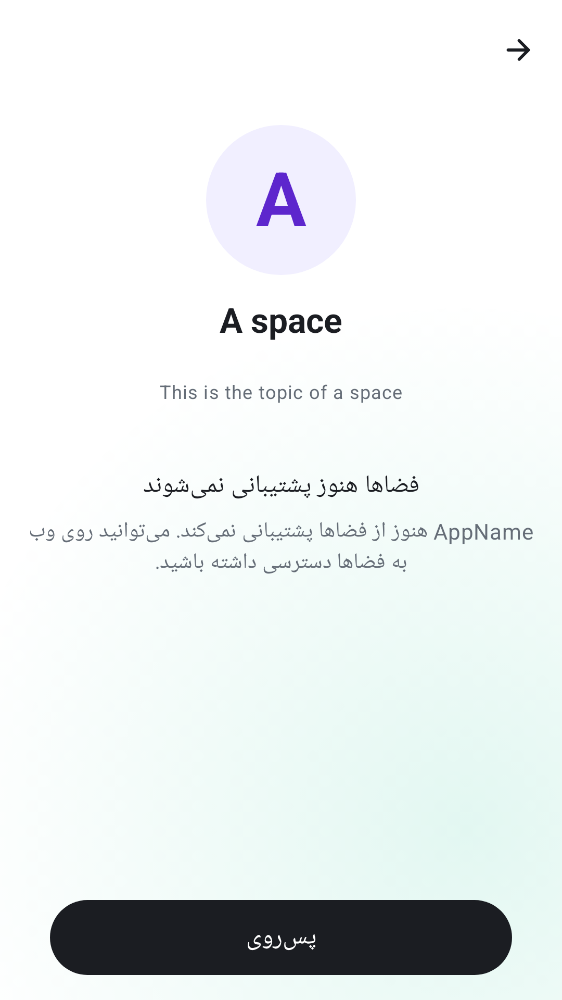 A
A space
This is the topic of a space
فضاها هنوز پشتیبانی نمی‌شوند
AppName هنوز از فضاها پشتیبانی نمی‌کند. می‌توانید روی وب
به فضاها دسترسی داشته باشید.
پس‌روی